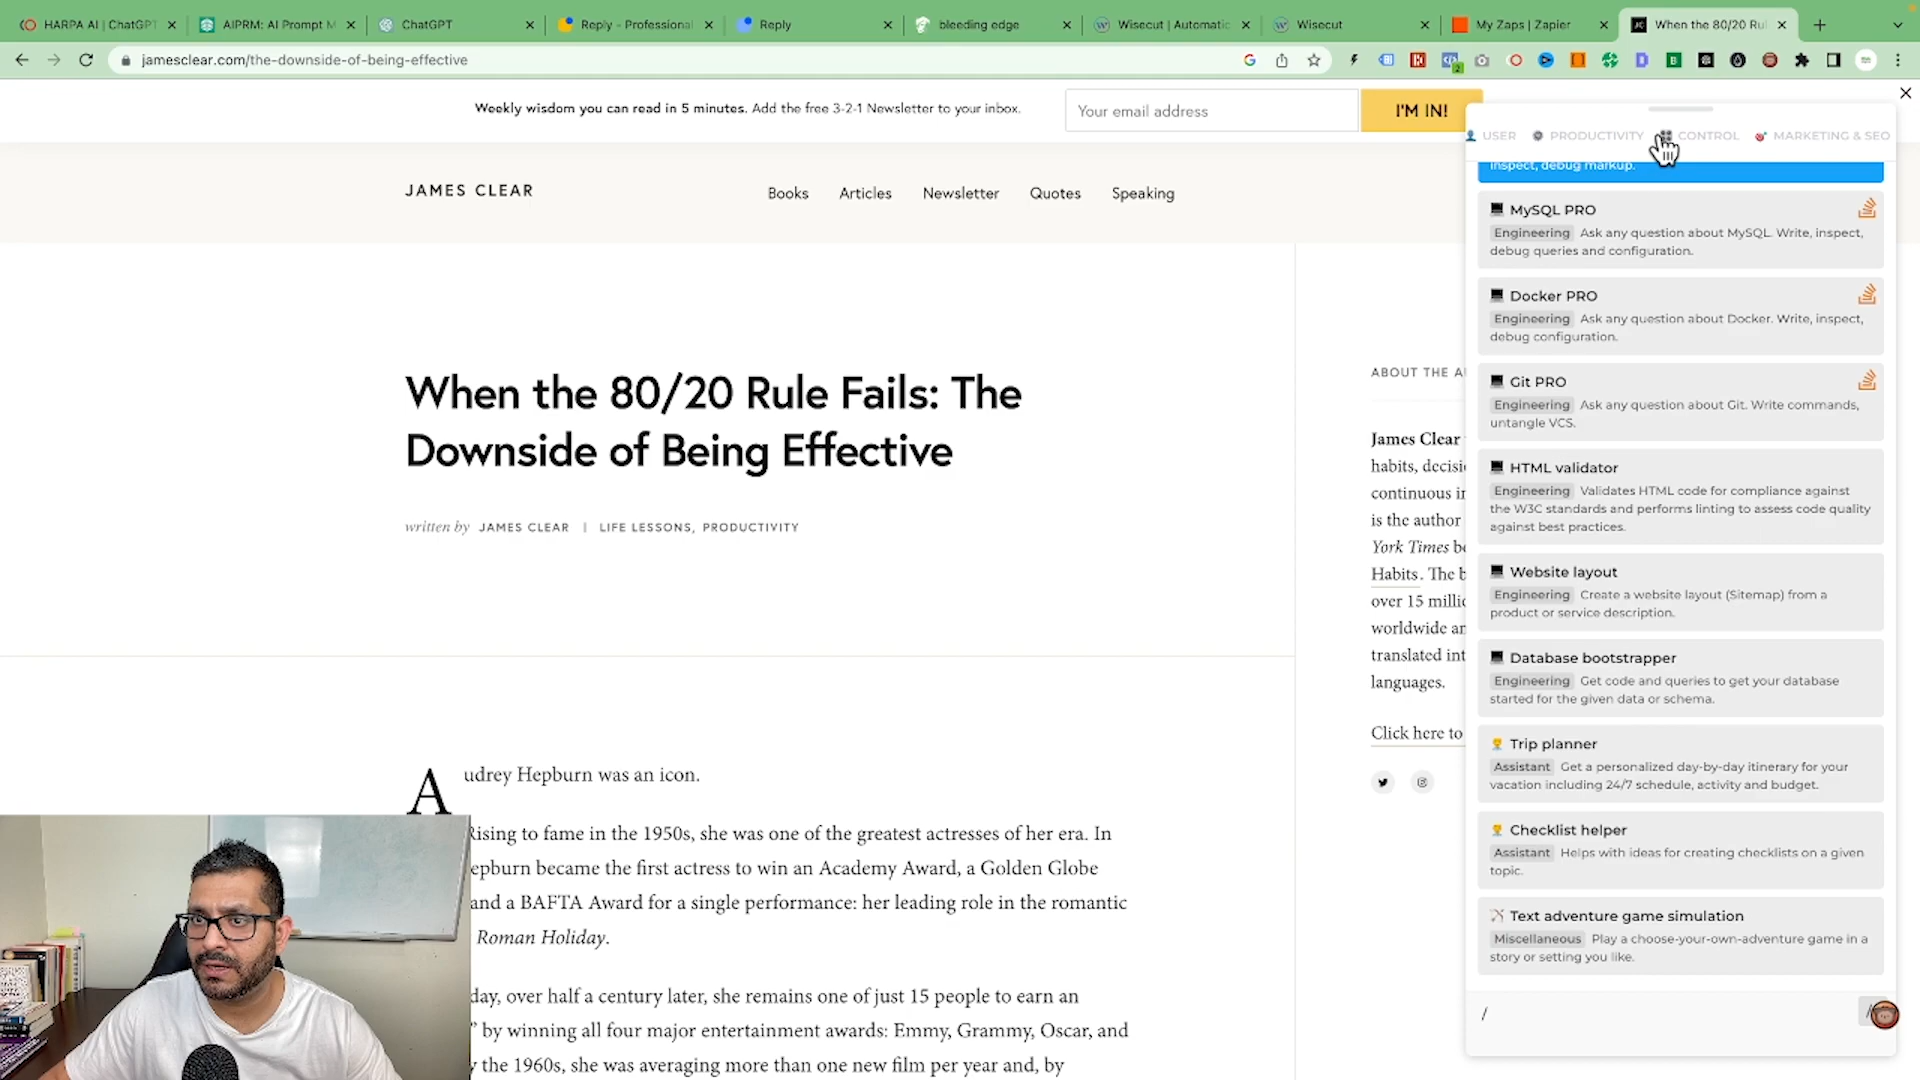 HARPA AI | ChatGPT
AIPRM: AI Prompt M
ChatGPT
Reply - Professional
Reply
bleeding edge
Wisecut | Automatic
Wisecut
My Zaps | Zapier
When the 80/20 Ru
jamesclear.com/the-downside-of-being-effective
Weekly wisdom you can read in 5 minutes. Add the free 3-2-1 Newsletter to your inbox.
Your email address
I'M IN!
JAMES CLEAR
Books
Articles
Newsletter
Quotes
Speaking
When the 80/20 Rule Fails: The
Downside of Being Effective
written by JAMES CLEAR | LIFE LESSONS, PRODUCTIVITY
Audrey Hepburn was an icon.
Rising to fame in the 1950s, she was one of the greatest actresses of her era. In
epburn became the first actress to win an Academy Award, a Golden Globe
and a BAFTA Award for a single performance: her leading role in the romantic
Roman Holiday.
day, over half a century later, she remains one of just 15 people to earn an
" by winning all four major entertainment awards: Emmy, Grammy, Oscar, and
y the 1960s, she was averaging more than one new film per year and, by
ABOUT THE A
James Clear
habits, decisi
continuous i
is the author
York Times be
Habits. The b
over 15 millio
worldwide an
translated int
languages.
Click here to
USER
PRODUCTIVITY
CONTROL
MARKETING & SEO
inspect, debug markup.
MySQL PRO
Engineering Ask any question about MySQL. Write, inspect,
debug queries and configuration.
Docker PRO
Engineering Ask any question about Docker. Write, inspect,
debug configuration.
Git PRO
Engineering Ask any question about Git. Write commands,
untangle VCS.
HTML validator
Engineering Validates HTML code for compliance against
the W3C standards and performs linting to assess code quality
against best practices.
Website layout
Engineering Create a website layout (Sitemap) from a
product or service description.
Database bootstrapper
Engineering Get code and queries to get your database
started for the given data or schema.
Trip planner
Assistant Get a personalized day-by-day itinerary for your
vacation including 24/7 schedule, activity and budget.
Checklist helper
Assistant Helps with ideas for creating checklists on a given
topic.
Text adventure game simulation
Miscellaneous Play a choose-your-own-adventure game in a
story or setting you like.
/